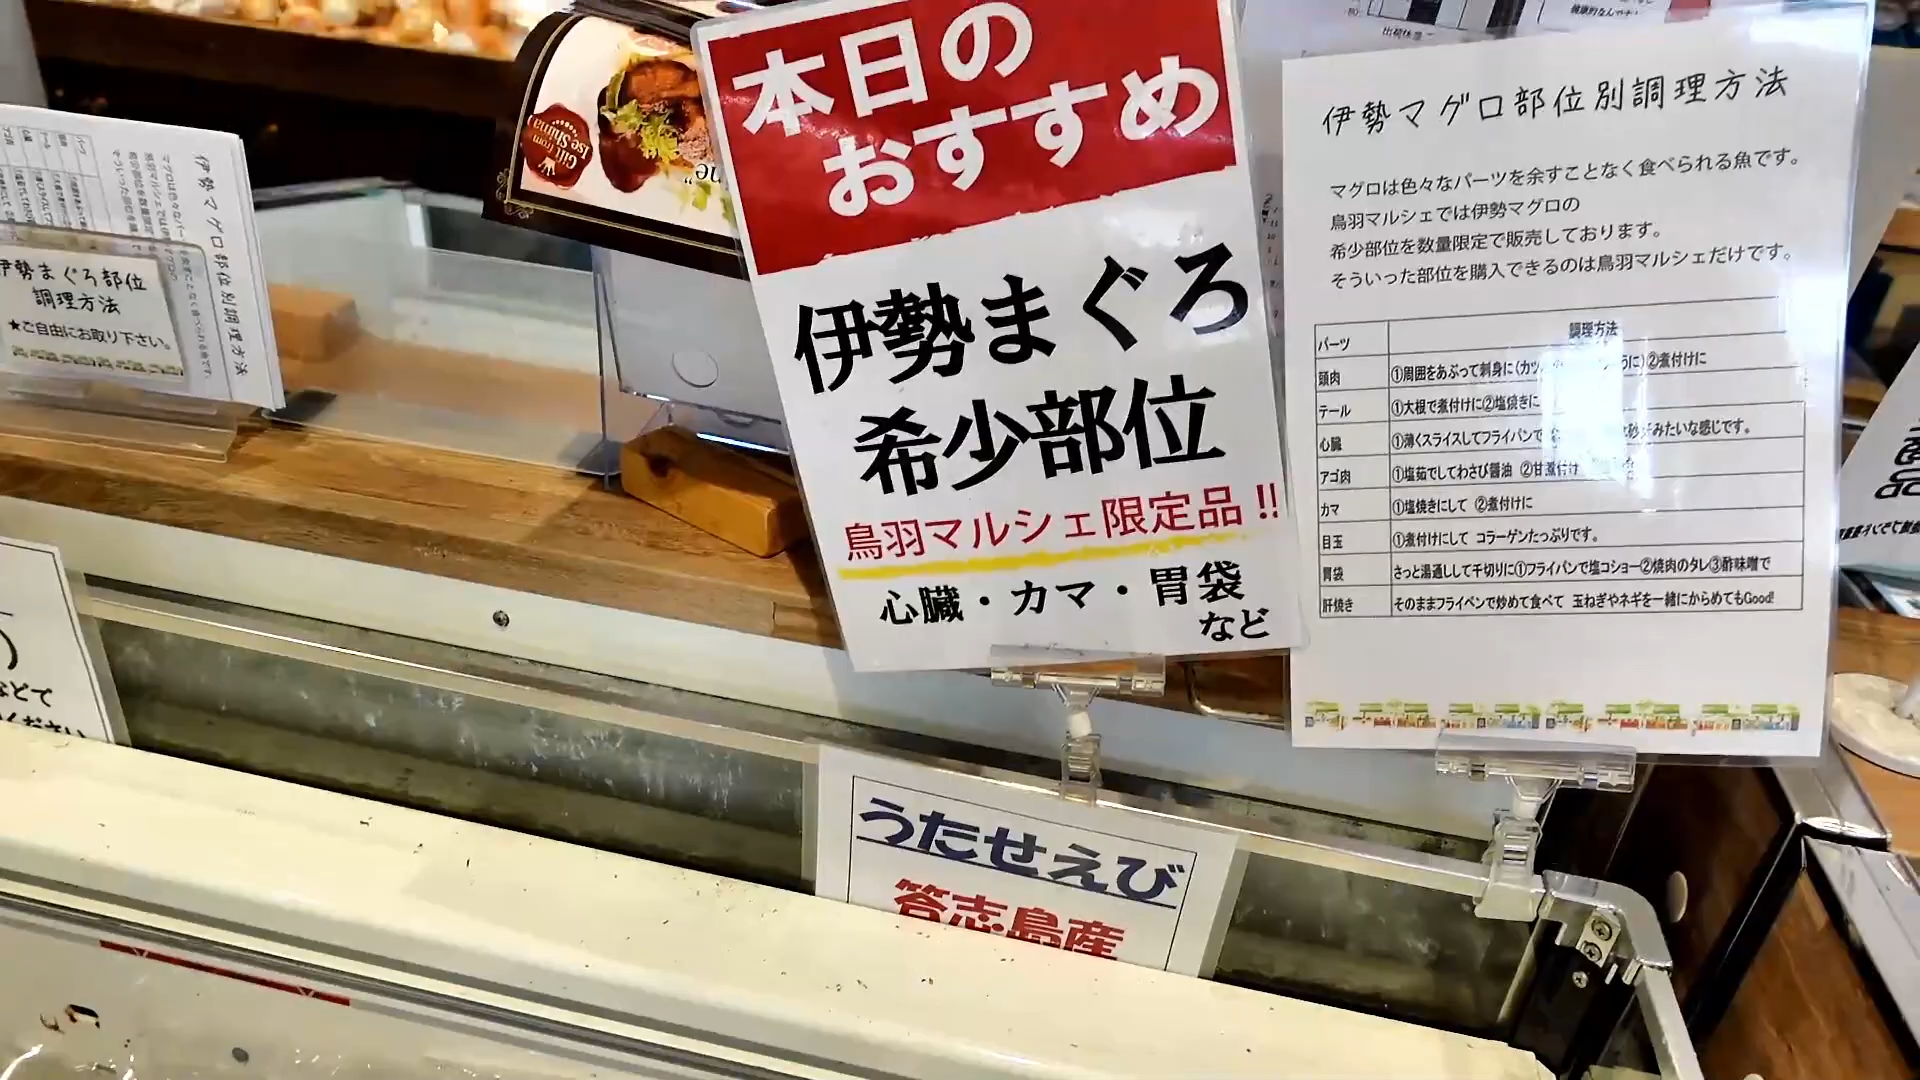 本日の
おすすめ
伊勢まぐろ
希少部位
鳥羽マルシェ限定品!!
心臓・カマ・胃袋
など
伊勢マグロ部位別調理方法
マグロは色々なパーツを余すことなく食べられる魚です。
鳥羽マルシェでは伊勢マグロの
希少部位を数量限定で販売しております。
そういった部位を購入できるのは鳥羽マルシェだけです。
パーツ 調理方法
頭肉 ①周囲をあぶって刺身に(カツ うに)②煮付けに
テール ①大根で煮付けに②塩焼きに
心臓 ①薄くスライスしてフライパンで みたいな感じです。
アゴ肉 ①塩茹でしてわさび醤油 ②甘煮付け
カマ ①塩焼きにして ②煮付けに
目玉 ①煮付けにして コラーゲンたっぷりです。
胃袋 さっと湯通しして千切りに①フライパンで塩コショー②焼肉のタレ③酢味噌で
肝焼き そのままフライペンで炒めて食べて 玉ねぎやネギを一緒にからめてもGood!
伊勢まぐろ部位
調理方法
★ご自由にお取り下さい。
伊勢マグロ部位別調理方法
Gift from
Ise Shima
うたせえび
答志島産
などて
ください